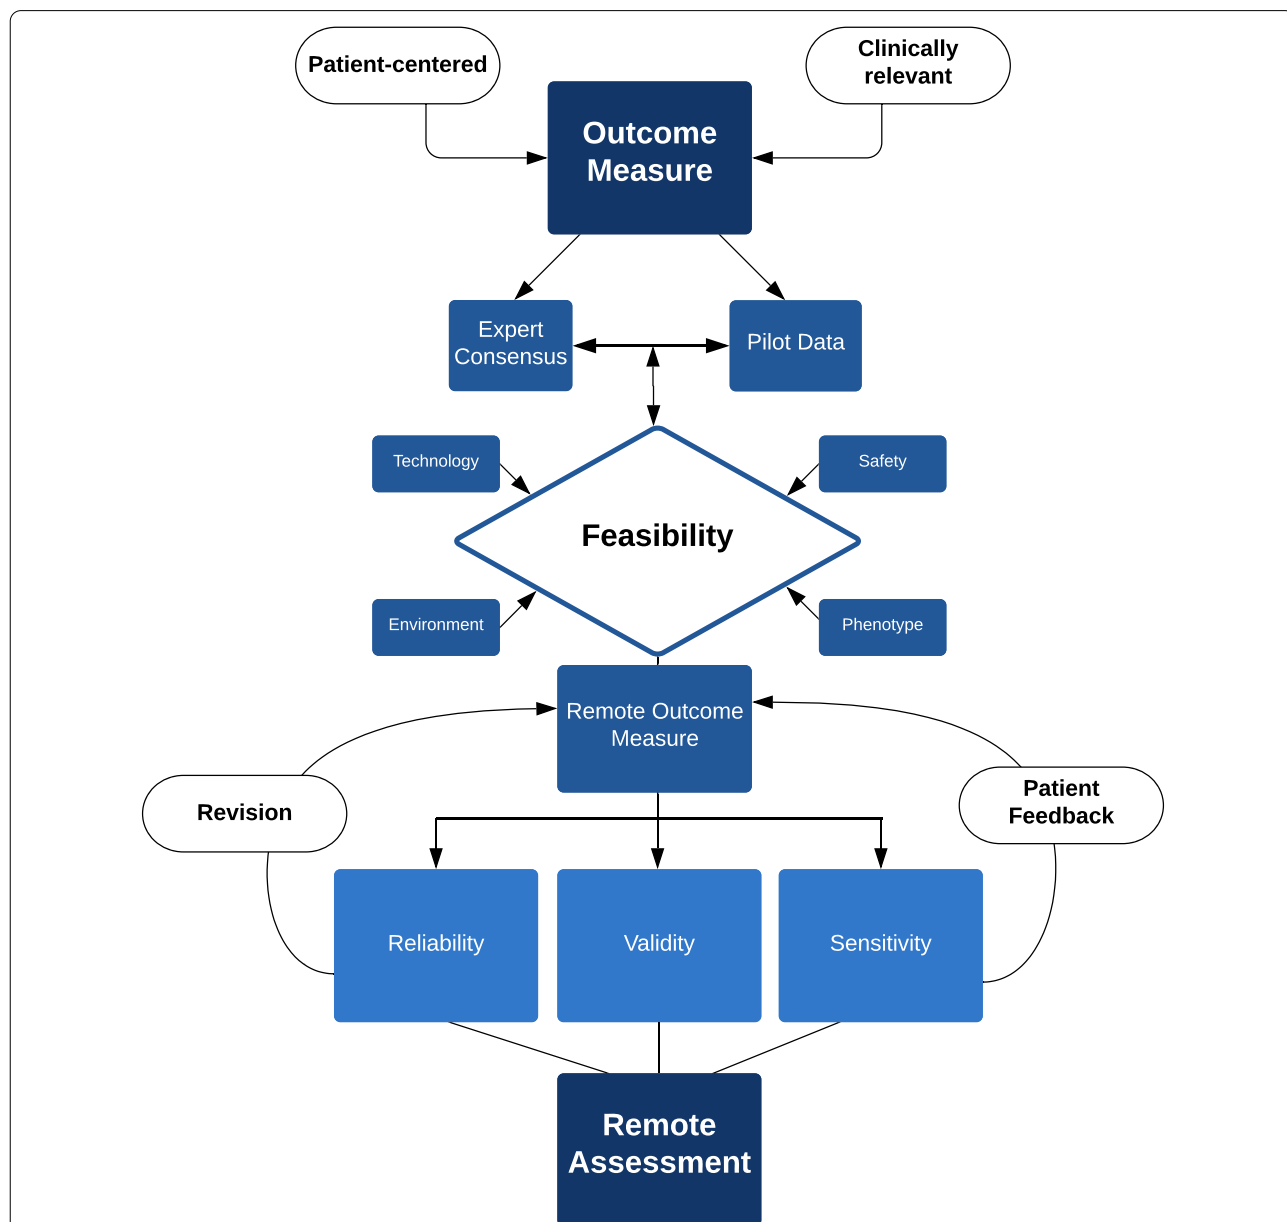 Patient-centered
Clinically
relevant
Outcome
Measure
Expert
Consensus
Pilot Data
Technology
Safety
Feasibility
Environment
Phenotype
Remote Outcome
Measure
Revision
Patient
Feedback
Reliability
Validity
Sensitivity
Remote
Assessment